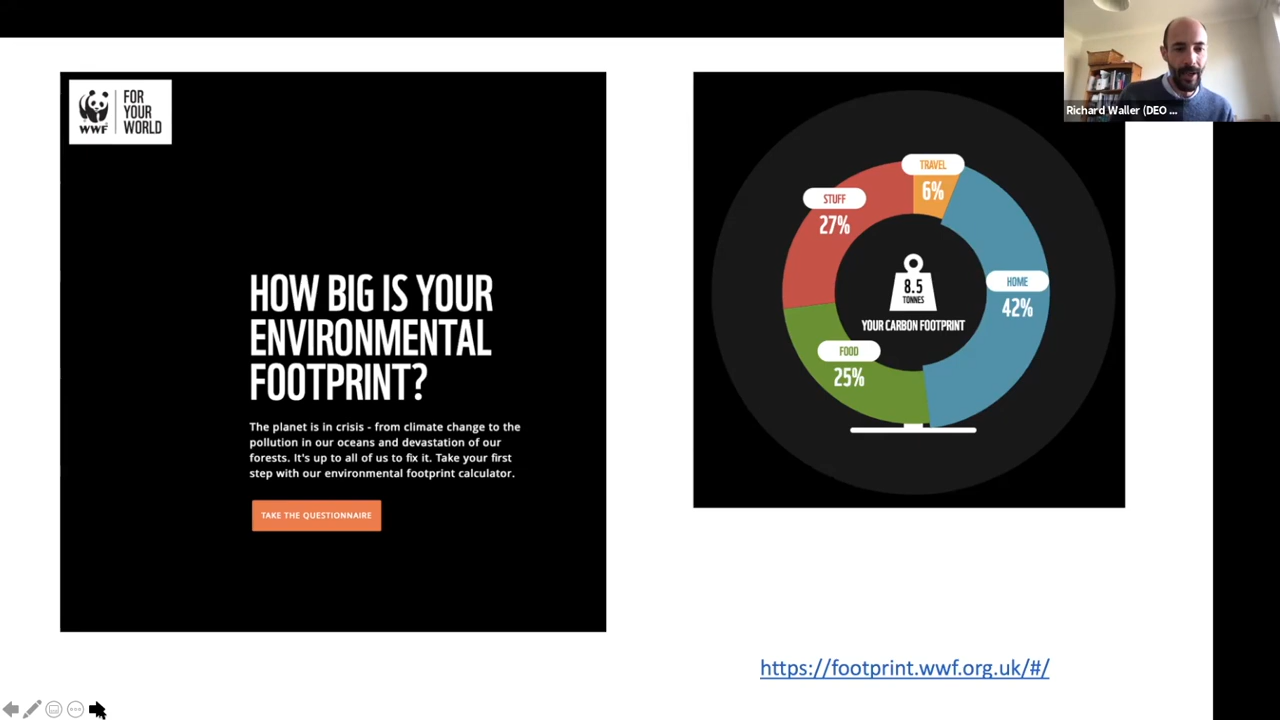 WWF
FOR
YOUR
WORLD
HOW BIG IS YOUR
ENVIRONMENTAL
FOOTPRINT?
The planet is in crisis - from climate change to the
pollution in our oceans and devastation of our
forests. It's up to all of us to fix it. Take your first
step with our environmental footprint calculator.
TAKE THE QUESTIONNAIRE
TRAVEL
6%
STUFF
27%
HOME
42%
FOOD
25%
8.5
TONNES
YOUR CARBON FOOTPRINT
Richard Waller (DEO ...
https://footprint.wwf.org.uk/#/